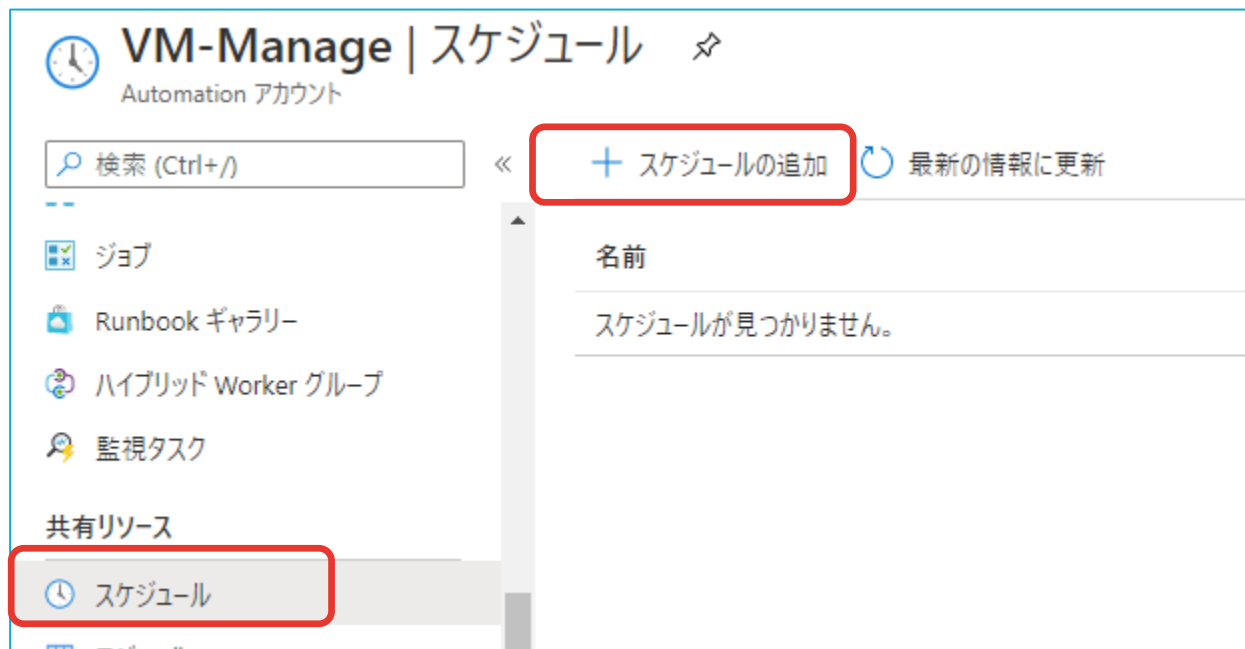 VM-Manage | スケジュール
Automation アカウント
検索 (Ctrl+/)
«
スケジュールの追加
最新の情報に更新
ジョブ
Runbook ギャラリー
ハイブリッド Worker グループ
監視タスク
共有リソース
スケジュール
名前
スケジュールが見つかりません。